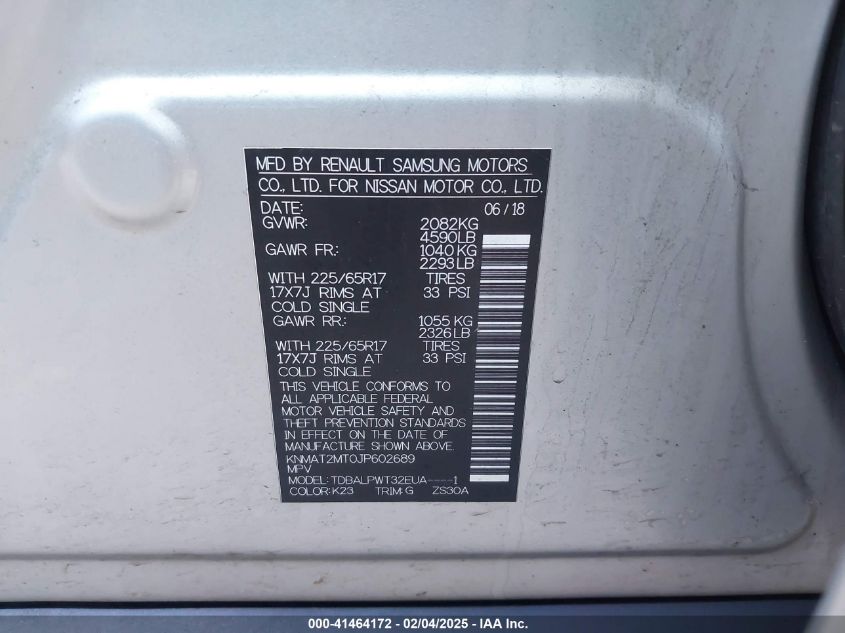 MFD BY RENAULT SAMSUNG MOTORS
CO., LTD. FOR NISSAN MOTOR CO., LTD.
DATE: 06/18
GVWR: 2082KG
4590LB
GAWR FR.: 1040 KG
2293LB
WITH 225/65R17 TIRES
17X7J RIMS AT 33 PSI
COLD SINGLE
GAWR RR.: 1055 KG
2326LB
WITH 225/65R17 TIRES
17X7J RIMS AT 33 PSI
COLD SINGLE
THIS VEHICLE CONFORMS TO
ALL APPLICABLE FEDERAL
MOTOR VEHICLE SAFETY AND
THEFT PREVENTION STANDARDS
IN EFFECT ON THE DATE OF
MANUFACTURE SHOWN ABOVE.
KNMAT2MT0JP602689
MPV
MODEL: TDBALPWT32EUA----1
COLOR:K23 TRIM:G ZS30A
000-41464172 — 02/04/2025 — IAA Inc.